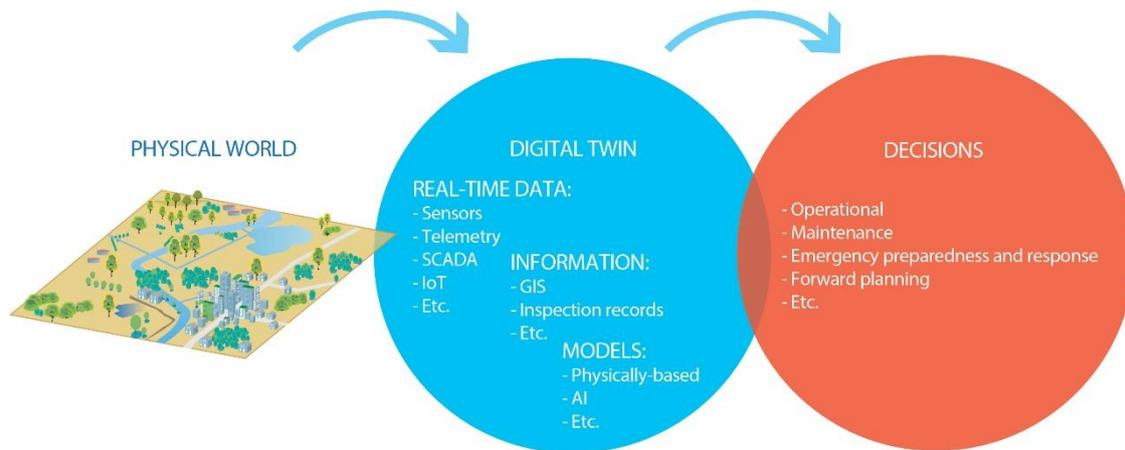 PHYSICAL WORLD
DIGITAL TWIN
REAL-TIME DATA:
- Sensors
- Telemetry
- SCADA
- IoT
- Etc.
INFORMATION:
- GIS
- Inspection records
- Etc.
MODELS:
- Physically-based
- AI
- Etc.
DECISIONS
- Operational
- Maintenance
- Emergency preparedness and response
- Forward planning
- Etc.